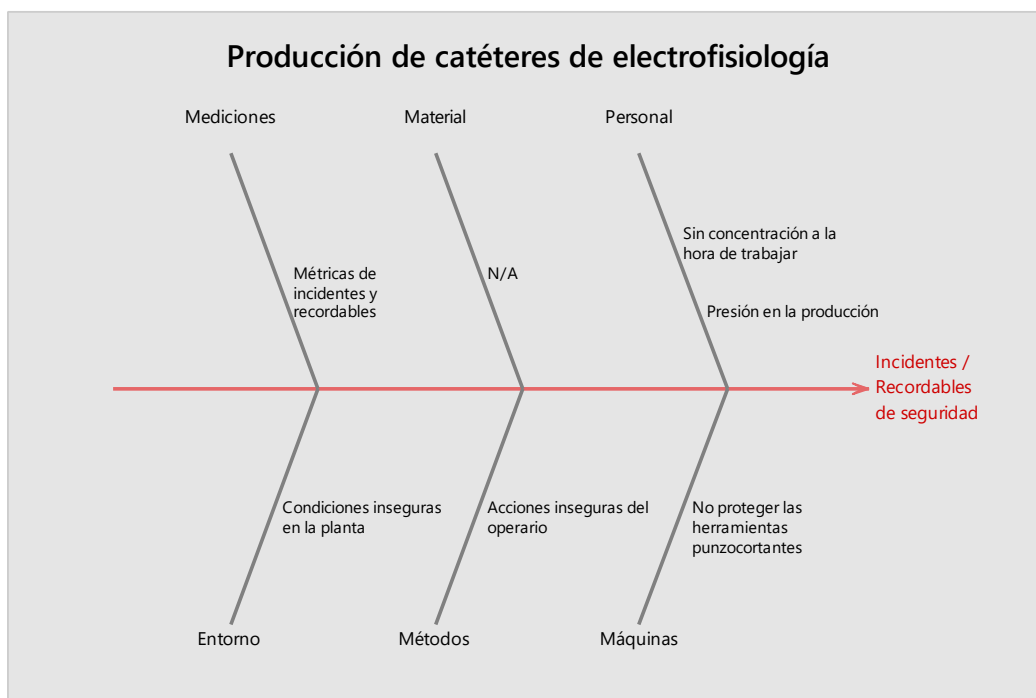 Producción de catéteres de electrofisiología
Mediciones
Material
Personal
Sin concentración a la
hora de trabajar
Métricas de
incidentes y
recordables
N/A
Presión en la producción
Incidentes /
Recordables
de seguridad
Condiciones inseguras
en la planta
Acciones inseguras del
operario
No proteger las
herramientas
punzocortantes
Entorno
Métodos
Máquinas